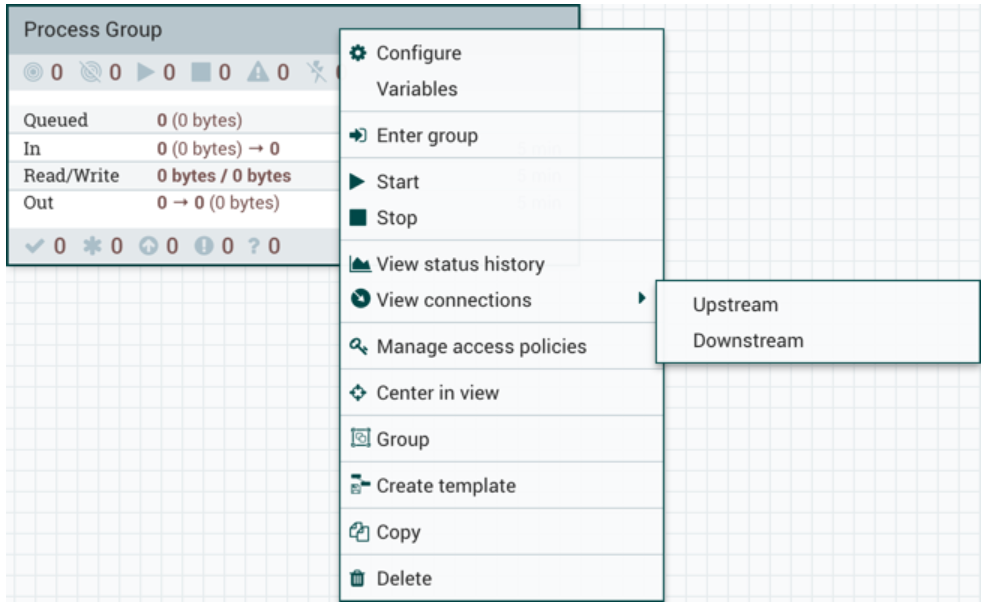 Process Group
0 0 0 0 0
Queued 0 (0 bytes)
In 0 (0 bytes) → 0
Read/Write 0 bytes / 0 bytes
Out 0 → 0 (0 bytes)
0 0 0 0 ? 0
Configure
Variables
Enter group
Start
Stop
View status history
View connections
Upstream
Downstream
Manage access policies
Center in view
Group
Create template
Copy
Delete